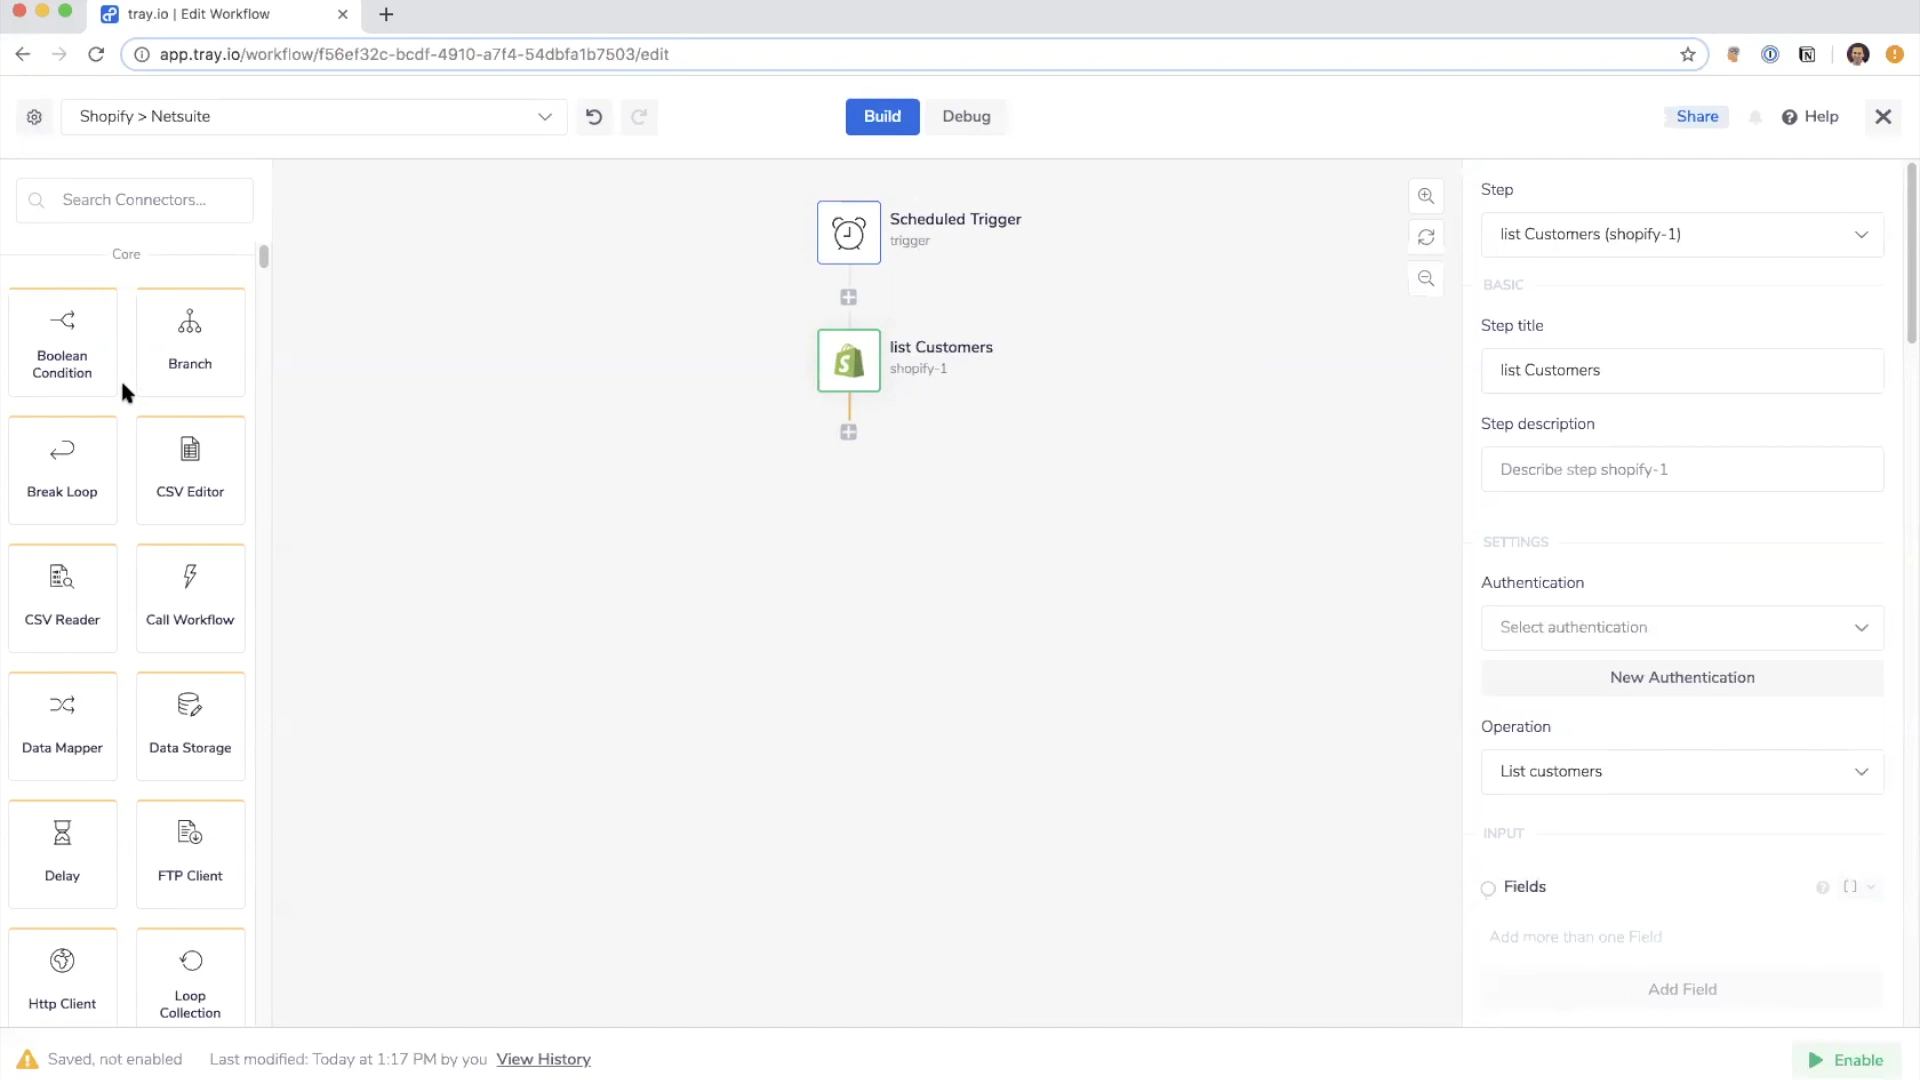 tray.io | Edit Workflow
app.tray.io/workflow/f56ef32c-bcdf-4910-a7f4-54dbfa1b7503/edit
Shopify > Netsuite
Build
Debug
Share
Help
Search Connectors...
Core
Boolean
Condition
Branch
Break Loop
CSV Editor
CSV Reader
Call Workflow
Data Mapper
Data Storage
Delay
FTP Client
Http Client
Loop
Collection
Scheduled Trigger
trigger
list Customers
shopify-1
Step
list Customers (shopify-1)
BASIC
Step title
list Customers
Step description
Describe step shopify-1
SETTINGS
Authentication
Select authentication
New Authentication
Operation
List customers
INPUT
Fields
[ ]
Add more than one Field
Add Field
Saved, not enabled
Last modified: Today at 1:17 PM by you
View History
Enable